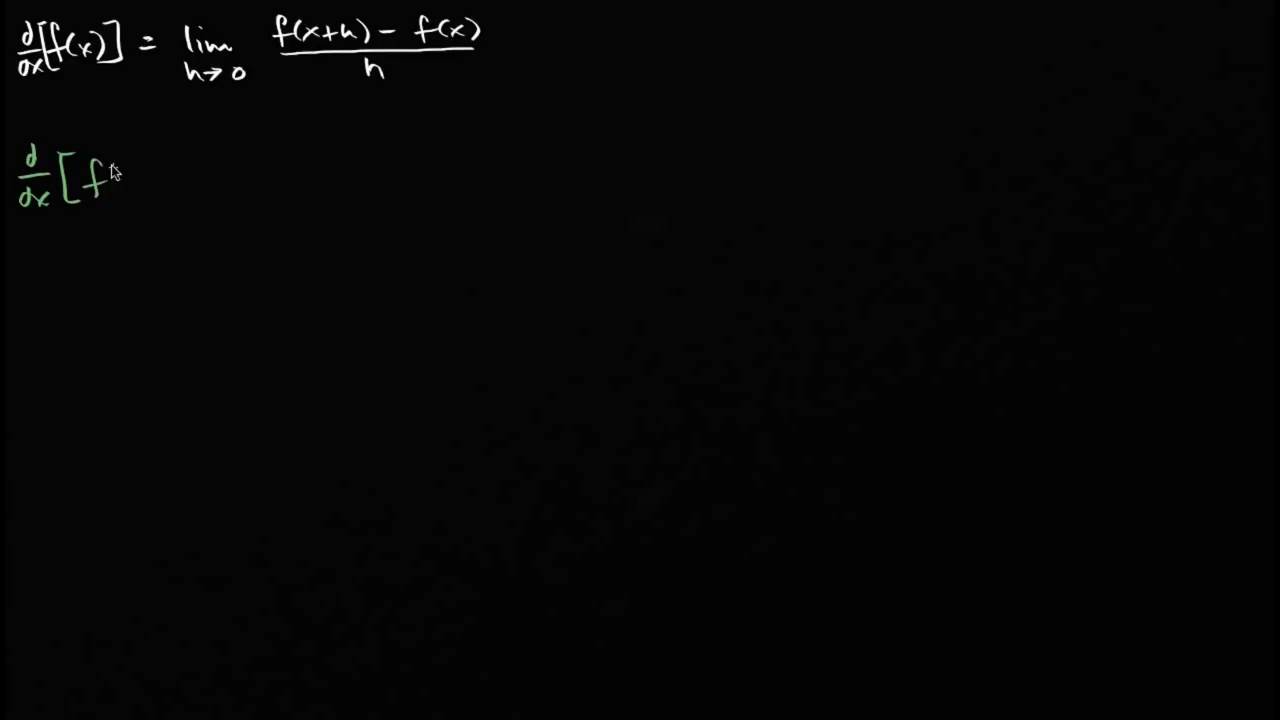 d/dx[f(x)] = lim h→0 f(x+h) - f(x) / h
d/dx [ f